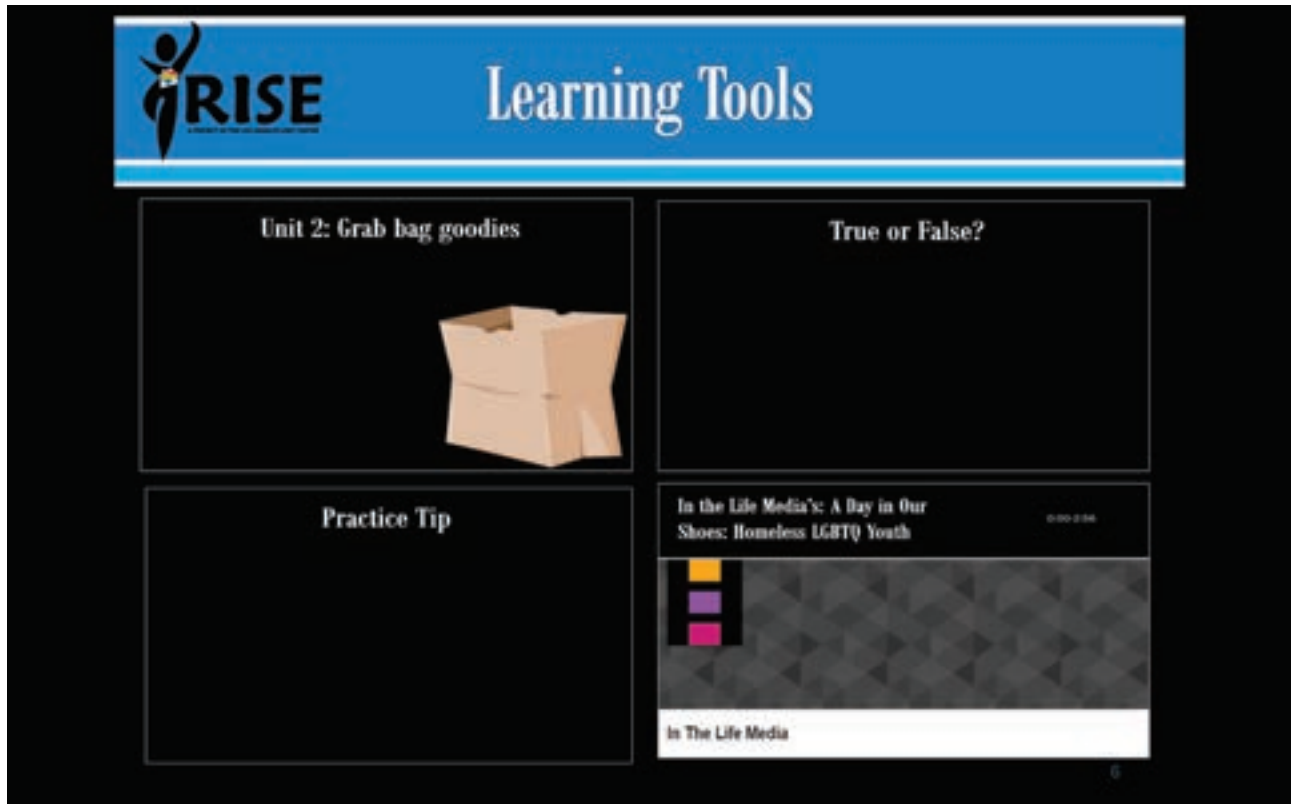 RISE
Learning Tools
Unit 2: Grab bag goodies
True or False?
Practice Tip
In the Life Media's: A Day in Our
Shoes: Homeless LGBTQ Youth
In The Life Media
6